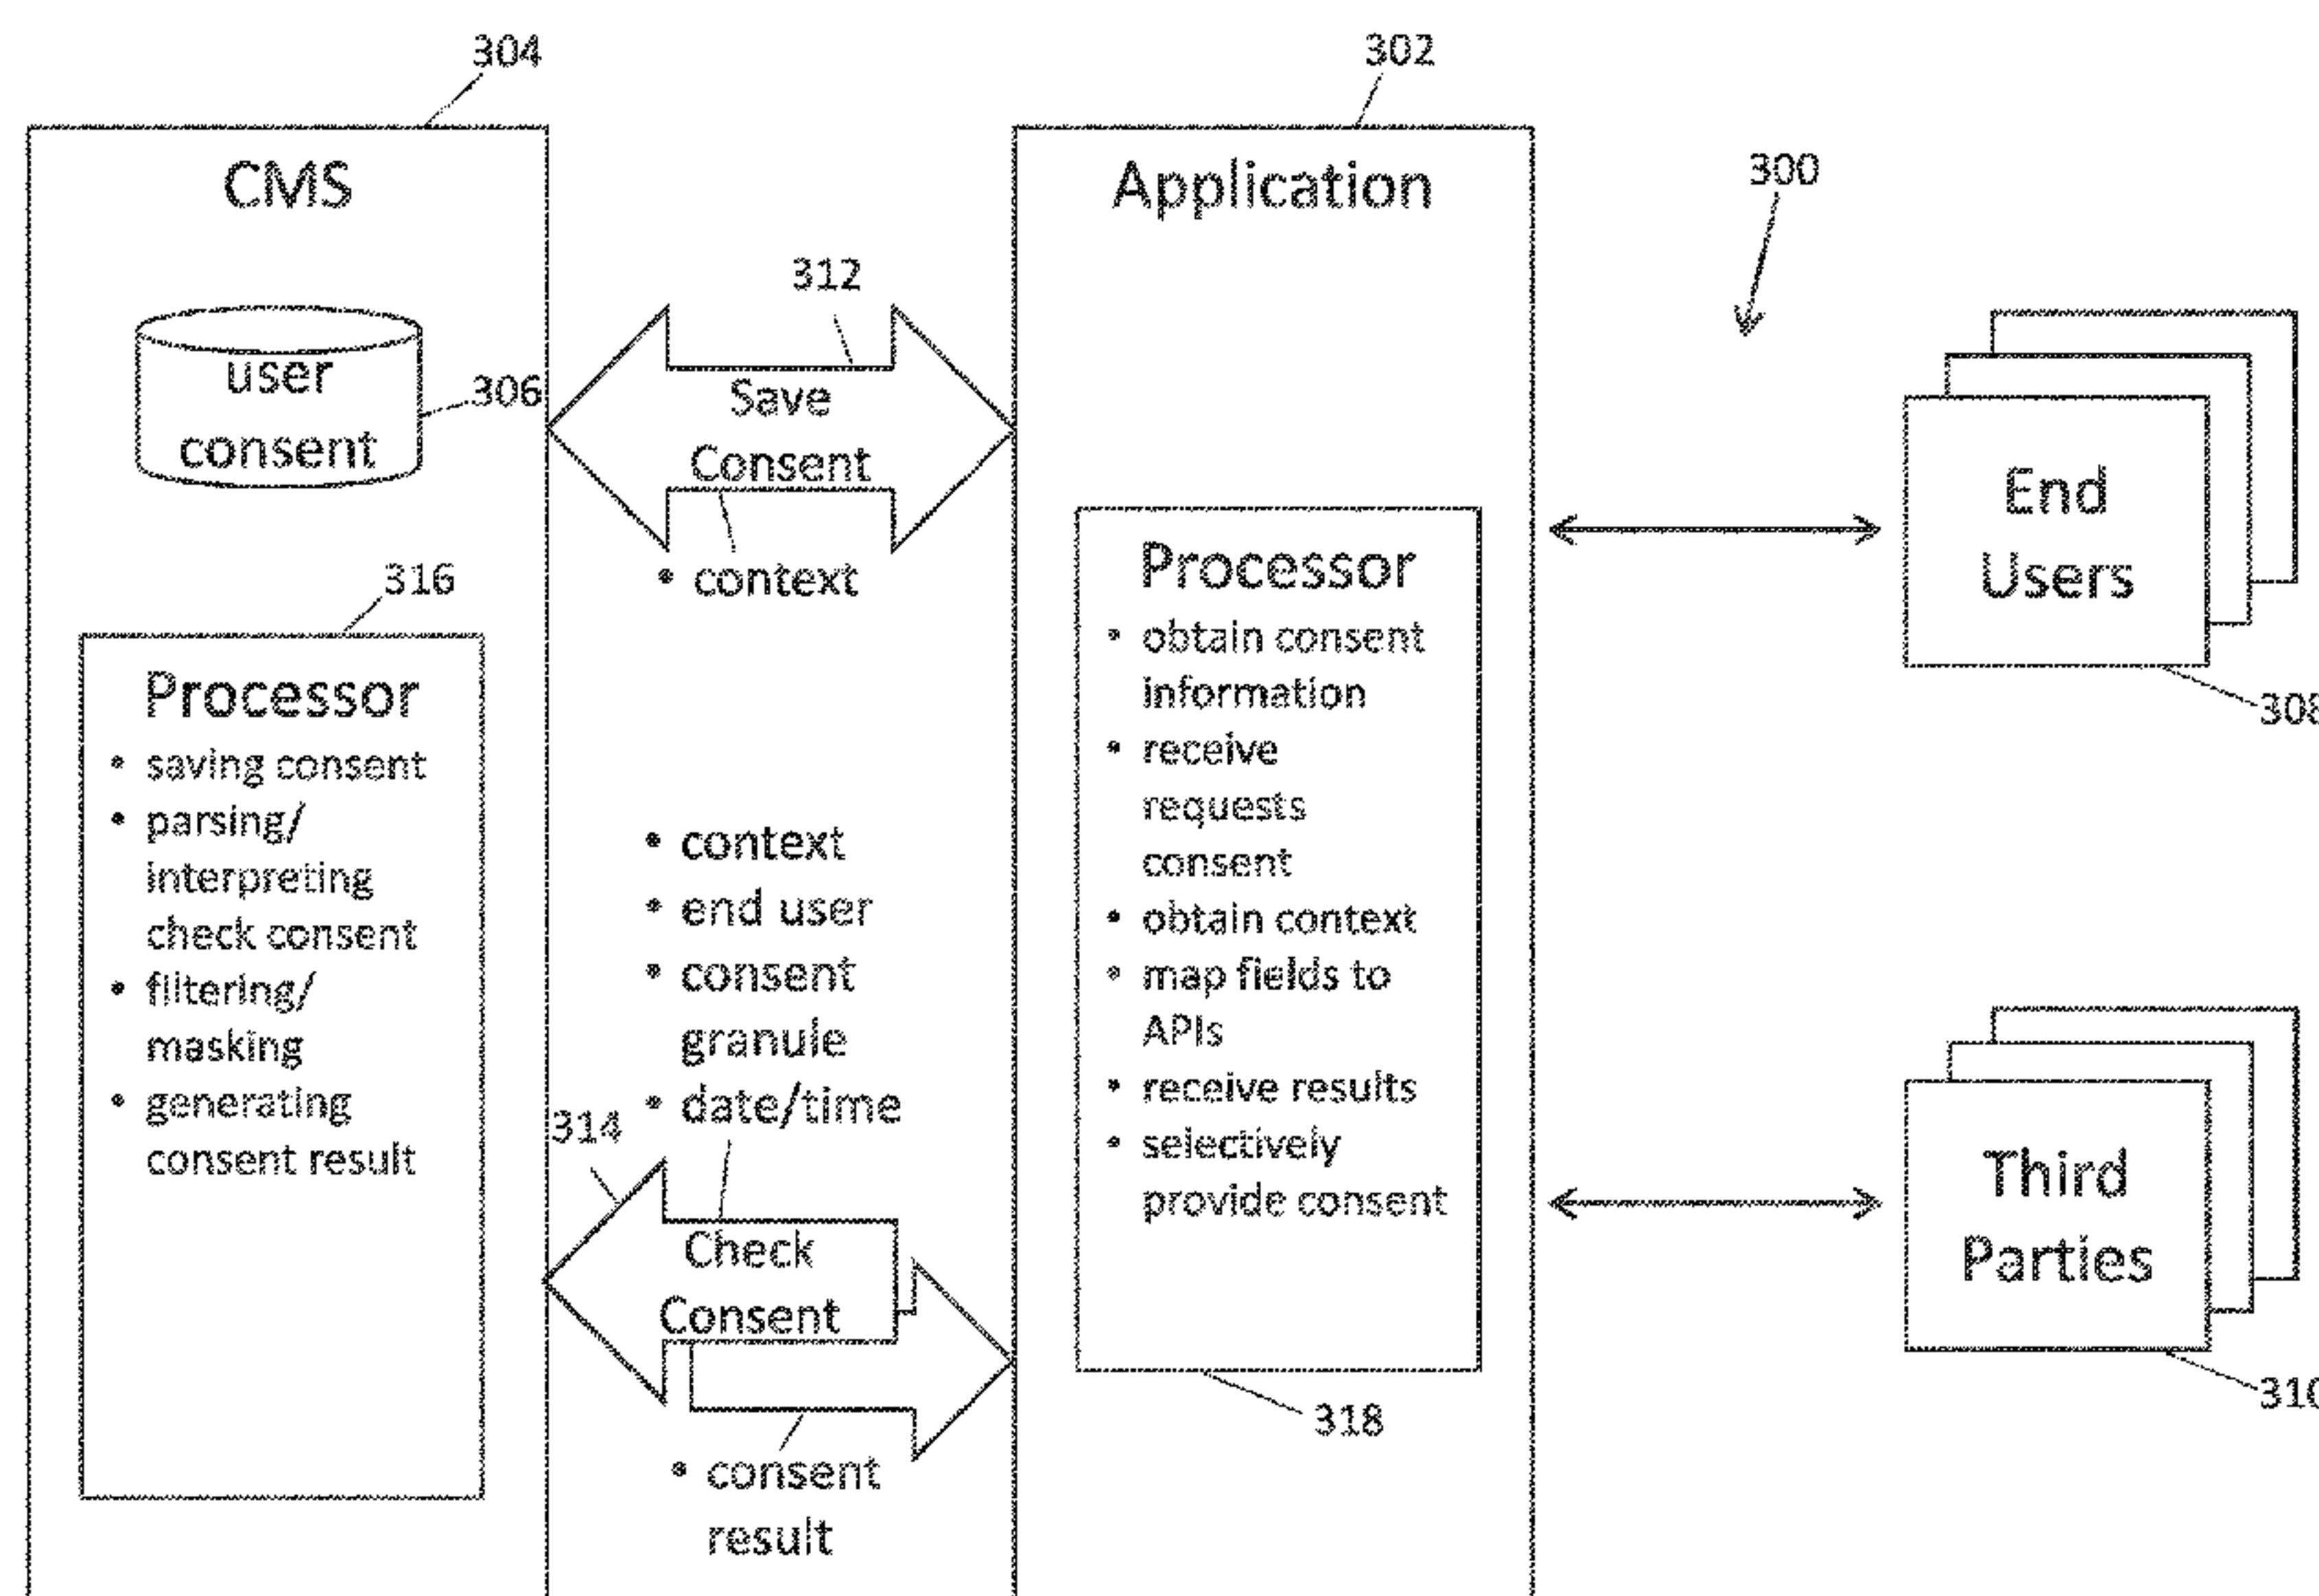 304
302
CMS
Application
300
312
user
consent
306
Save
Consent
• context
316
Processor
• saving consent
• parsing/
interpreting
check consent
• filtering/
masking
• generating
consent result
• context
• end user
• consent
granule
• date/time
314
Check
Consent
• consent
result
Processor
• obtain consent
information
• receive
requests
consent
• obtain context
• map fields to
APIs
• receive results
• selectively
provide consent
318
End
Users
308
Third
Parties
310